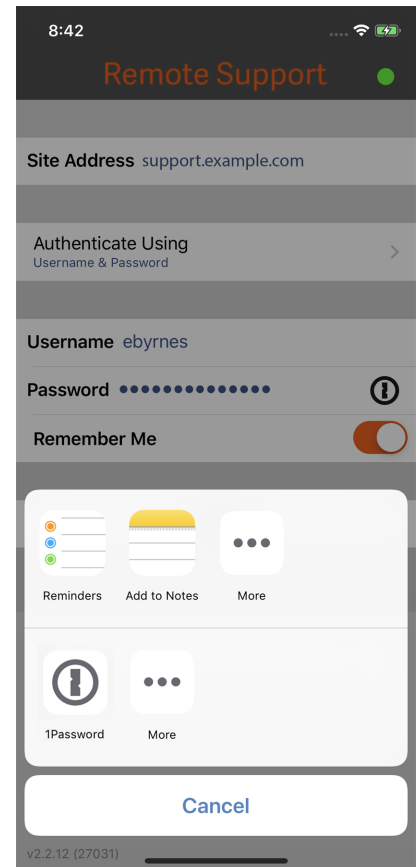 8:42
Remote Support
Site Address support.example.com
Authenticate Using
Username & Password
Username ebyrnes
Password ●●●●●●●●●●●●●●
Remember Me
Reminders Add to Notes More
1Password More
Cancel
v2.2.12 (27031)